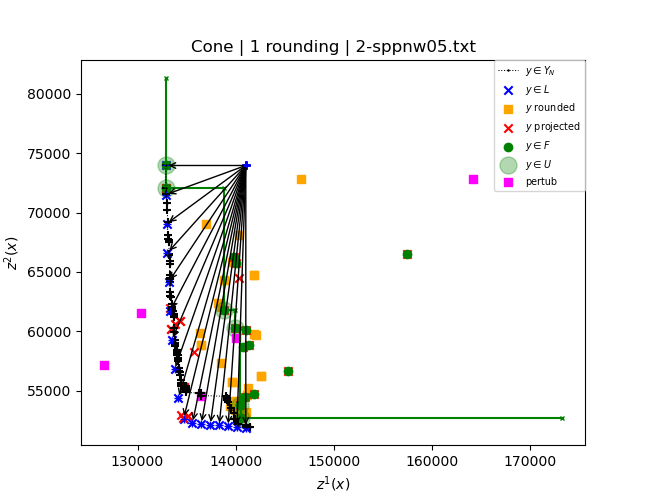 Cone | 1 rounding | 2-sppnw05.txt
z²(x)
80000
75000
70000
65000
60000
55000
130000 140000 150000 160000 170000
z¹(x)
y ∈ Y_N
y ∈ L
y rounded
y projected
y ∈ F
y ∈ U
pertub